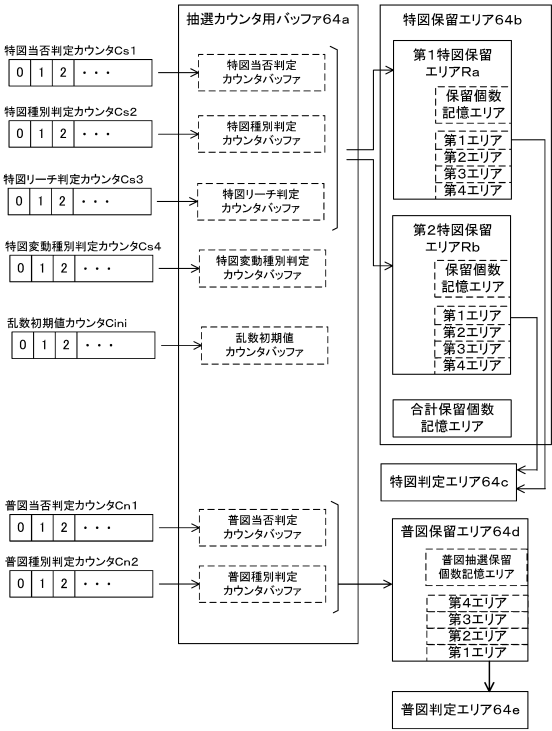 抽選カウンタ用バッファ64a
特図当否判定カウンタCs1
0 1 2 ・・・
特図当否判定
カウンタバッファ
特図種別判定カウンタCs2
0 1 2 ・・・
特図種別判定
カウンタバッファ
特図リーチ判定カウンタCs3
0 1 2 ・・・
特図リーチ判定
カウンタバッファ
特図変動種別判定カウンタCs4
0 1 2 ・・・
特図変動種別判定
カウンタバッファ
乱数初期値カウンタCini
0 1 2 ・・・
乱数初期値
カウンタバッファ
普図当否判定カウンタCn1
0 1 2 ・・・
普図当否判定
カウンタバッファ
普図種別判定カウンタCn2
0 1 2 ・・・
普図種別判定
カウンタバッファ
特図保留エリア64b
第1特図保留
エリアRa
保留個数
記憶エリア
第1エリア
第2エリア
第3エリア
第4エリア
第2特図保留
エリアRb
保留個数
記憶エリア
第1エリア
第2エリア
第3エリア
第4エリア
合計保留個数
記憶エリア
特図判定エリア64c
普図保留エリア64d
普図抽選保留
個数記憶エリア
第4エリア
第3エリア
第2エリア
第1エリア
普図判定エリア64e